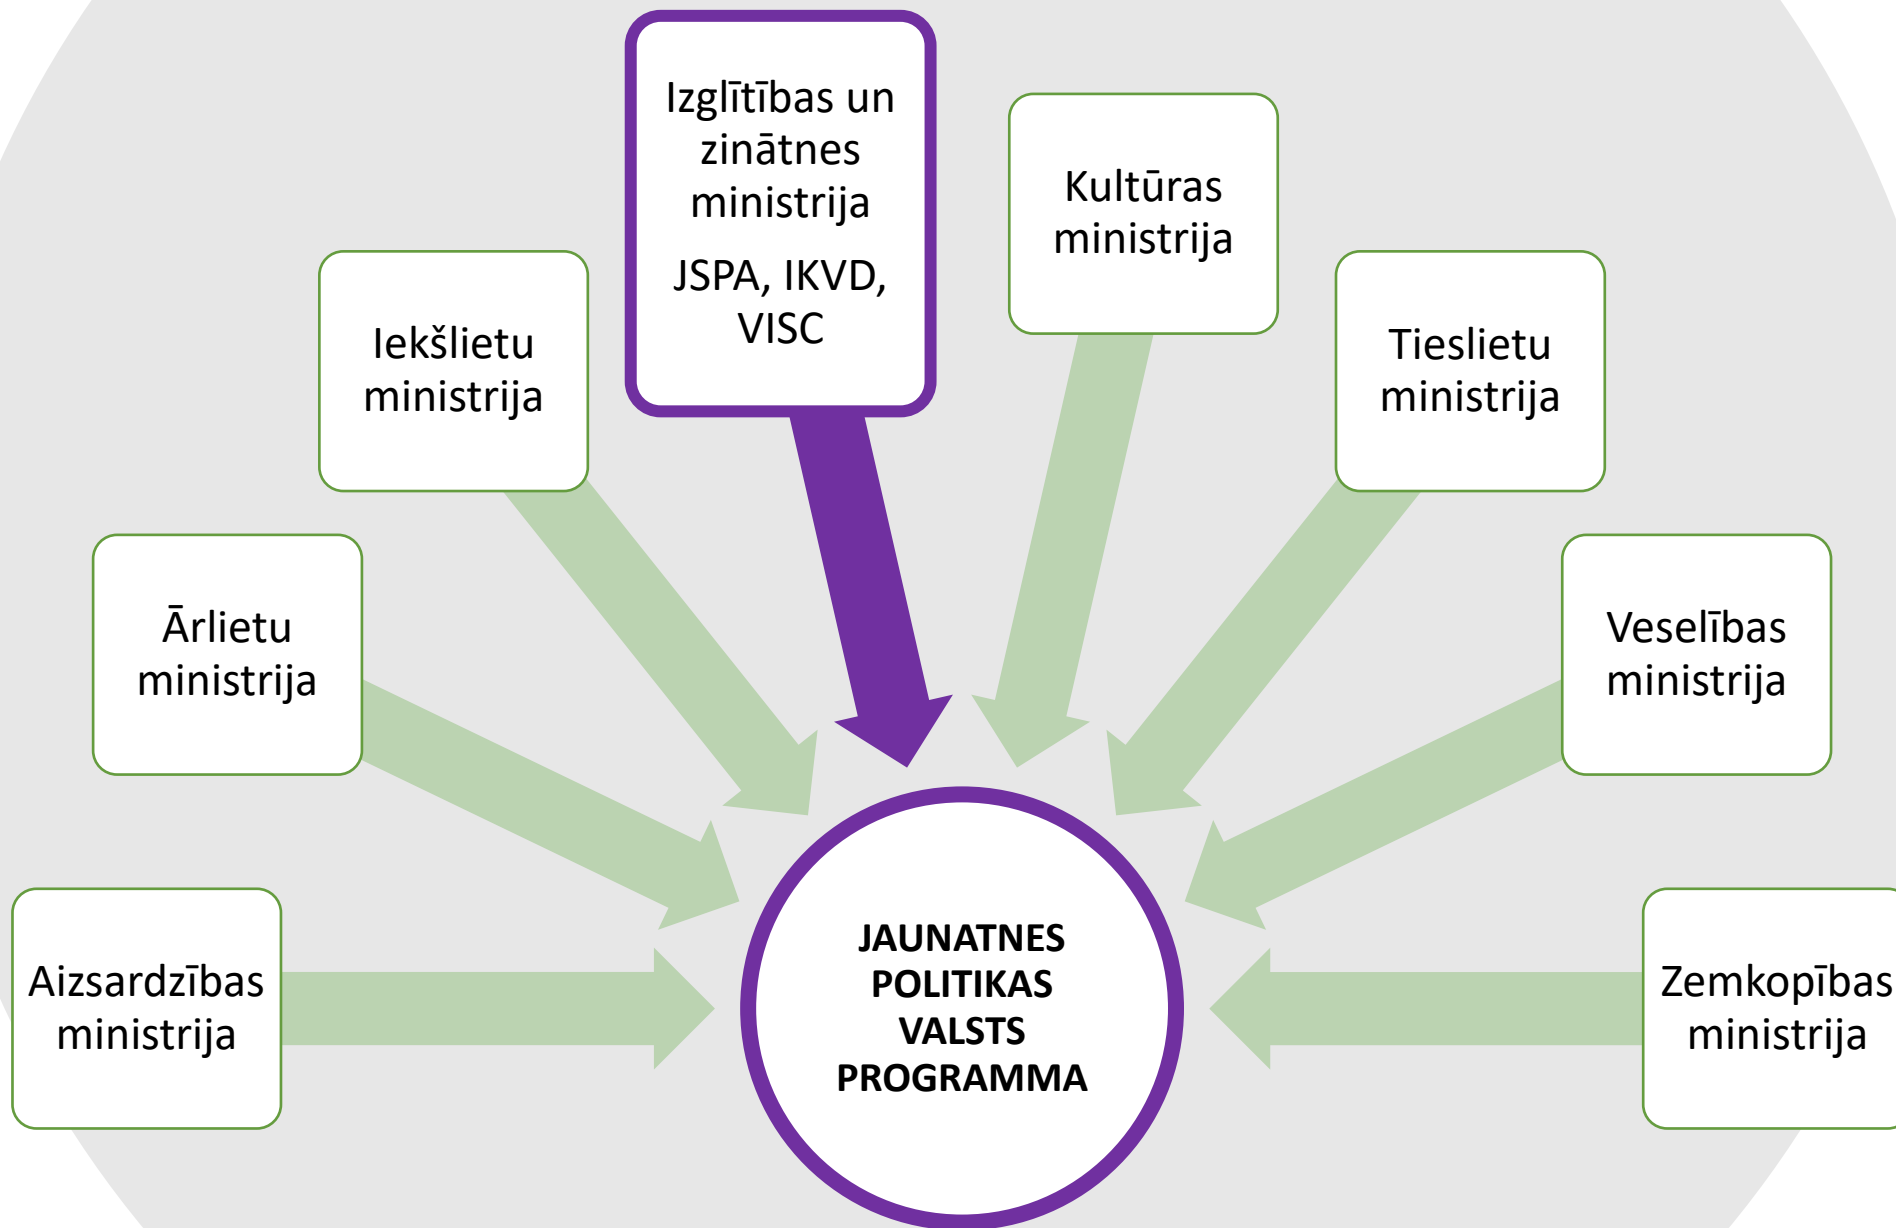 Izglītības un
zinātnes
ministrija
JSPA, IKVD,
VISC
Kultūras
ministrija
Iekšlietu
ministrija
Tieslietu
ministrija
Ārlietu
ministrija
Veselības
ministrija
Aizsardzības
ministrija
JAUNATNES
POLITIKAS
VALSTS
PROGRAMMA
Zemkopības
ministrija